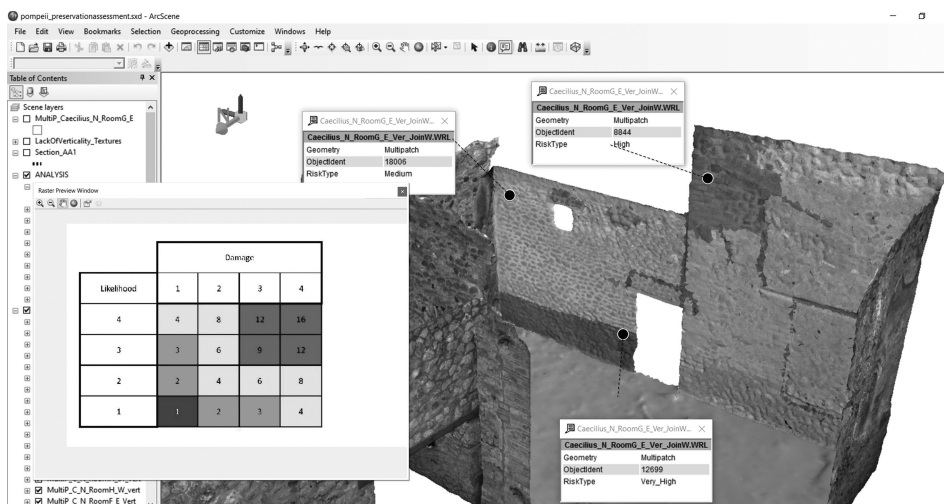 pompeii_preservationassessment.sxd - ArcScene
File Edit View Bookmarks Selection Geoprocessing Customize Windows Help
Table of Contents
Scene layers
MultiP_Caecilius_N_RoomG_E
LackOfVerticality_Textures
Section_AA1
ANALYSIS
Raster Preview Window
Damage
Likelihood 1 2 3 4
4 4 8 12 16
3 3 6 9 12
2 2 4 6 8
1 1 2 3 4
MultiP_C_N_RoomH_W_vert
MultiP_C_N_RoomF_E_Vert
Caecilius_N_RoomG_E_Ver_JoinW...
Caecilius_N_RoomG_E_Ver_JoinW.WRL
Geometry Multipatch
ObjectIdent 18006
RiskType Medium
Caecilius_N_RoomG_E_Ver_JoinW...
Caecilius_N_RoomG_E_Ver_JoinW.WRL
Geometry Multipatch
ObjectIdent 8844
RiskType High
Caecilius_N_RoomG_E_Ver_JoinW...
Caecilius_N_RoomG_E_Ver_JoinW.WRL
Geometry Multipatch
ObjectIdent 12699
RiskType Very_High